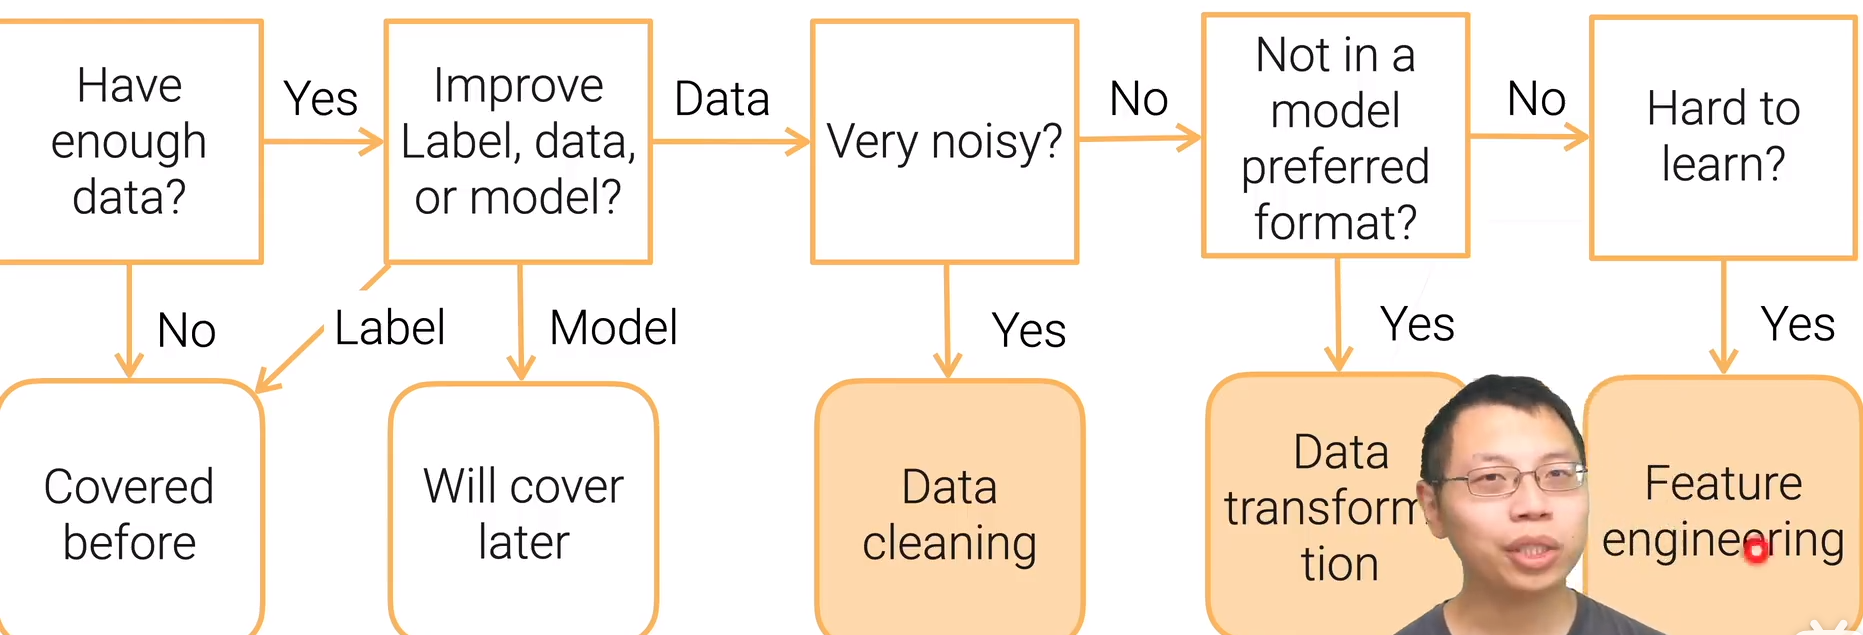 Have
enough
data?
Yes
Improve
Label, data,
or model?
Data
Very noisy?
No
Not in a
model
preferred
format?
No
Hard to
learn?
No
Label
Model
Yes
Yes
Yes
Covered
before
Will cover
later
Data
cleaning
Data
transform
tion
Feature
engineering